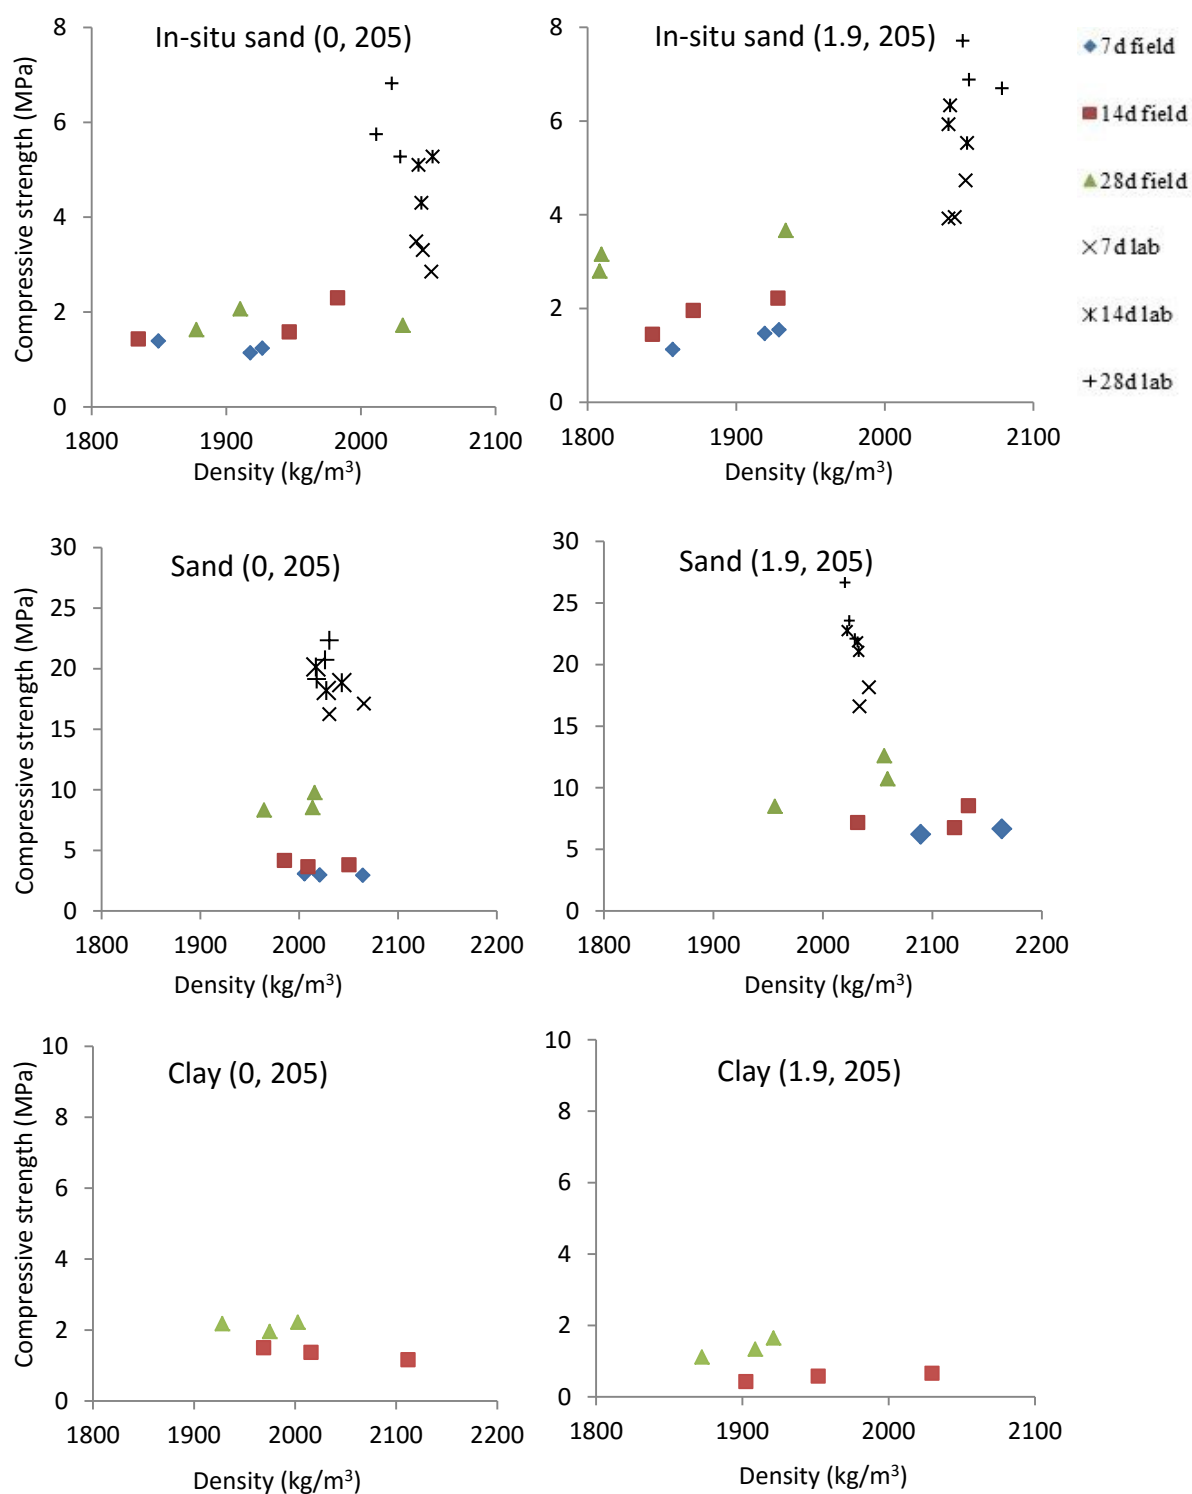 In-situ sand (0, 205)
Compressive strength (MPa)
8
6
4
2
0
1800 1900 2000 2100
Density (kg/m³)
In-situ sand (1.9, 205)
8
6
4
2
0
1800 1900 2000 2100
Density (kg/m³)
7d field
14d field
28d field
7d lab
14d lab
28d lab
Sand (0, 205)
Compressive strength (MPa)
30
25
20
15
10
5
0
1800 1900 2000 2100 2200
Density (kg/m³)
Sand (1.9, 205)
30
25
20
15
10
5
0
1800 1900 2000 2100 2200
Density (kg/m³)
Clay (0, 205)
Compressive strength (MPa)
10
8
6
4
2
0
1800 1900 2000 2100 2200
Density (kg/m³)
Clay (1.9, 205)
10
8
6
4
2
0
1800 1900 2000 2100
Density (kg/m³)